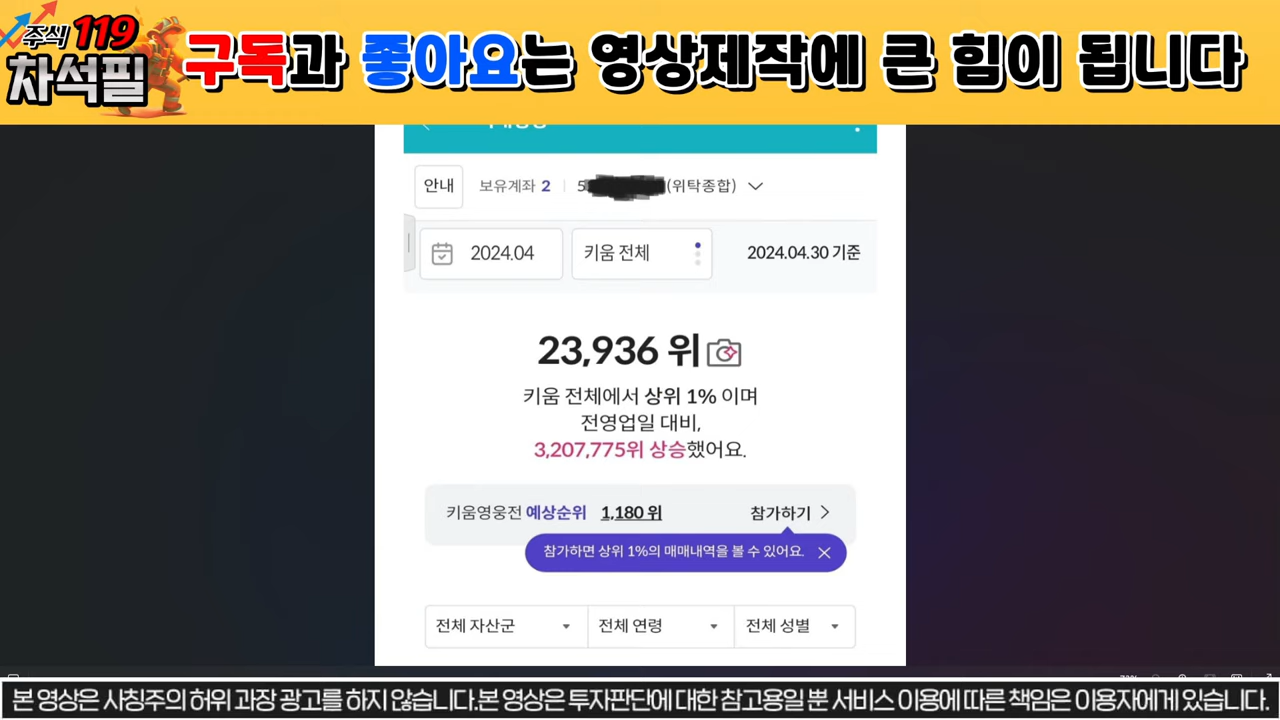 주식 119
차석필
구독과 좋아요는 영상제작에 큰 힘이 됩니다
안내
보유계좌 2
5
(위탁종합)
2024.04
키움 전체
2024.04.30 기준
23,936 위
키움 전체에서 상위 1% 이며
전영업일 대비,
3,207,775위 상승했어요.
키움영웅전 예상순위 1,180 위
참가하기
참가하면 상위 1%의 매매내역을 볼 수 있어요.
전체 자산군
전체 연령
전체 성별
본 영상은 사칭주의 허위 과장 광고를 하지 않습니다.본 영상은 투자판단에 대한 참고용일 뿐 서비스 이용에 따른 책임은 이용자에게 있습니다.